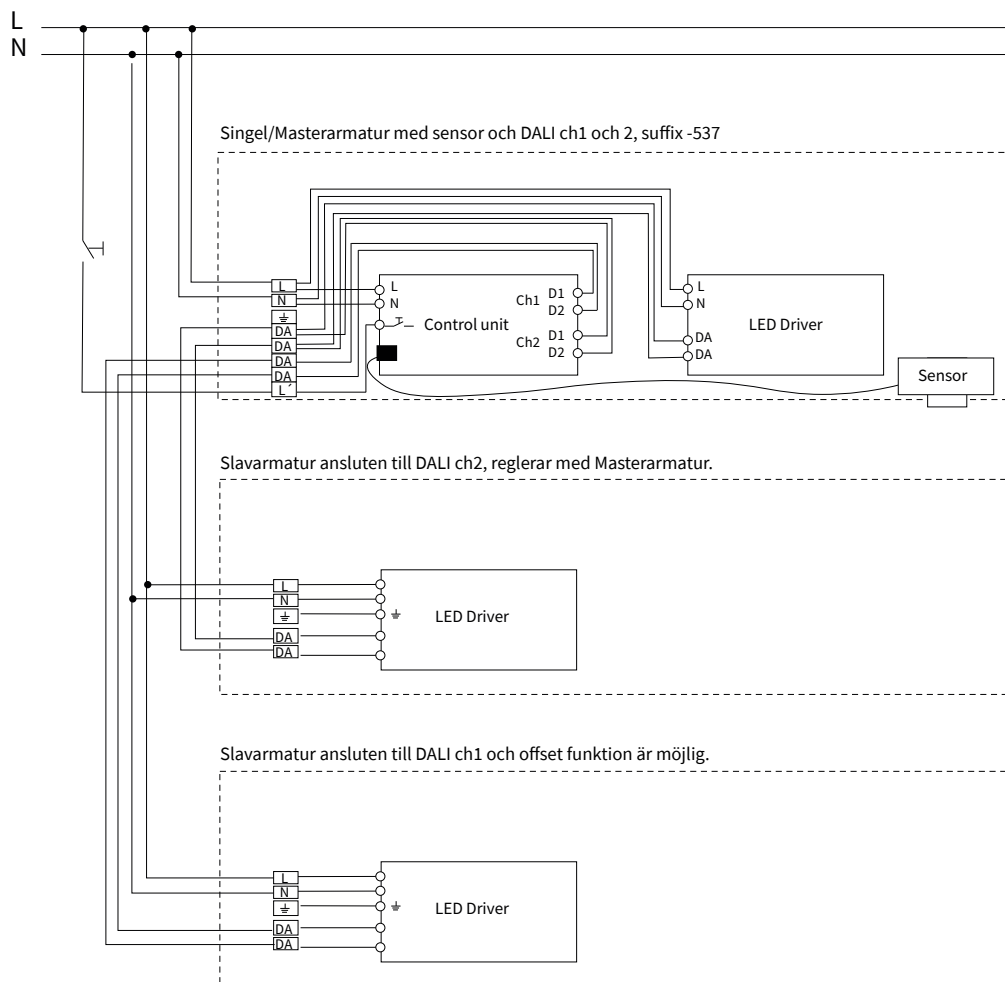 L
N
Singel/Masterarmatur med sensor och DALI ch1 och 2, suffix -537
L
N
DA
DA
DA
DA
L´
L
N
Control unit
Ch1
D1
D2
Ch2
D1
D2
L
N
DA
DA
LED Driver
Sensor
Slavarmatur ansluten till DALI ch2, reglerar med Masterarmatur.
L
N
DA
DA
LED Driver
Slavarmatur ansluten till DALI ch1 och offset funktion är möjlig.
L
N
DA
DA
LED Driver